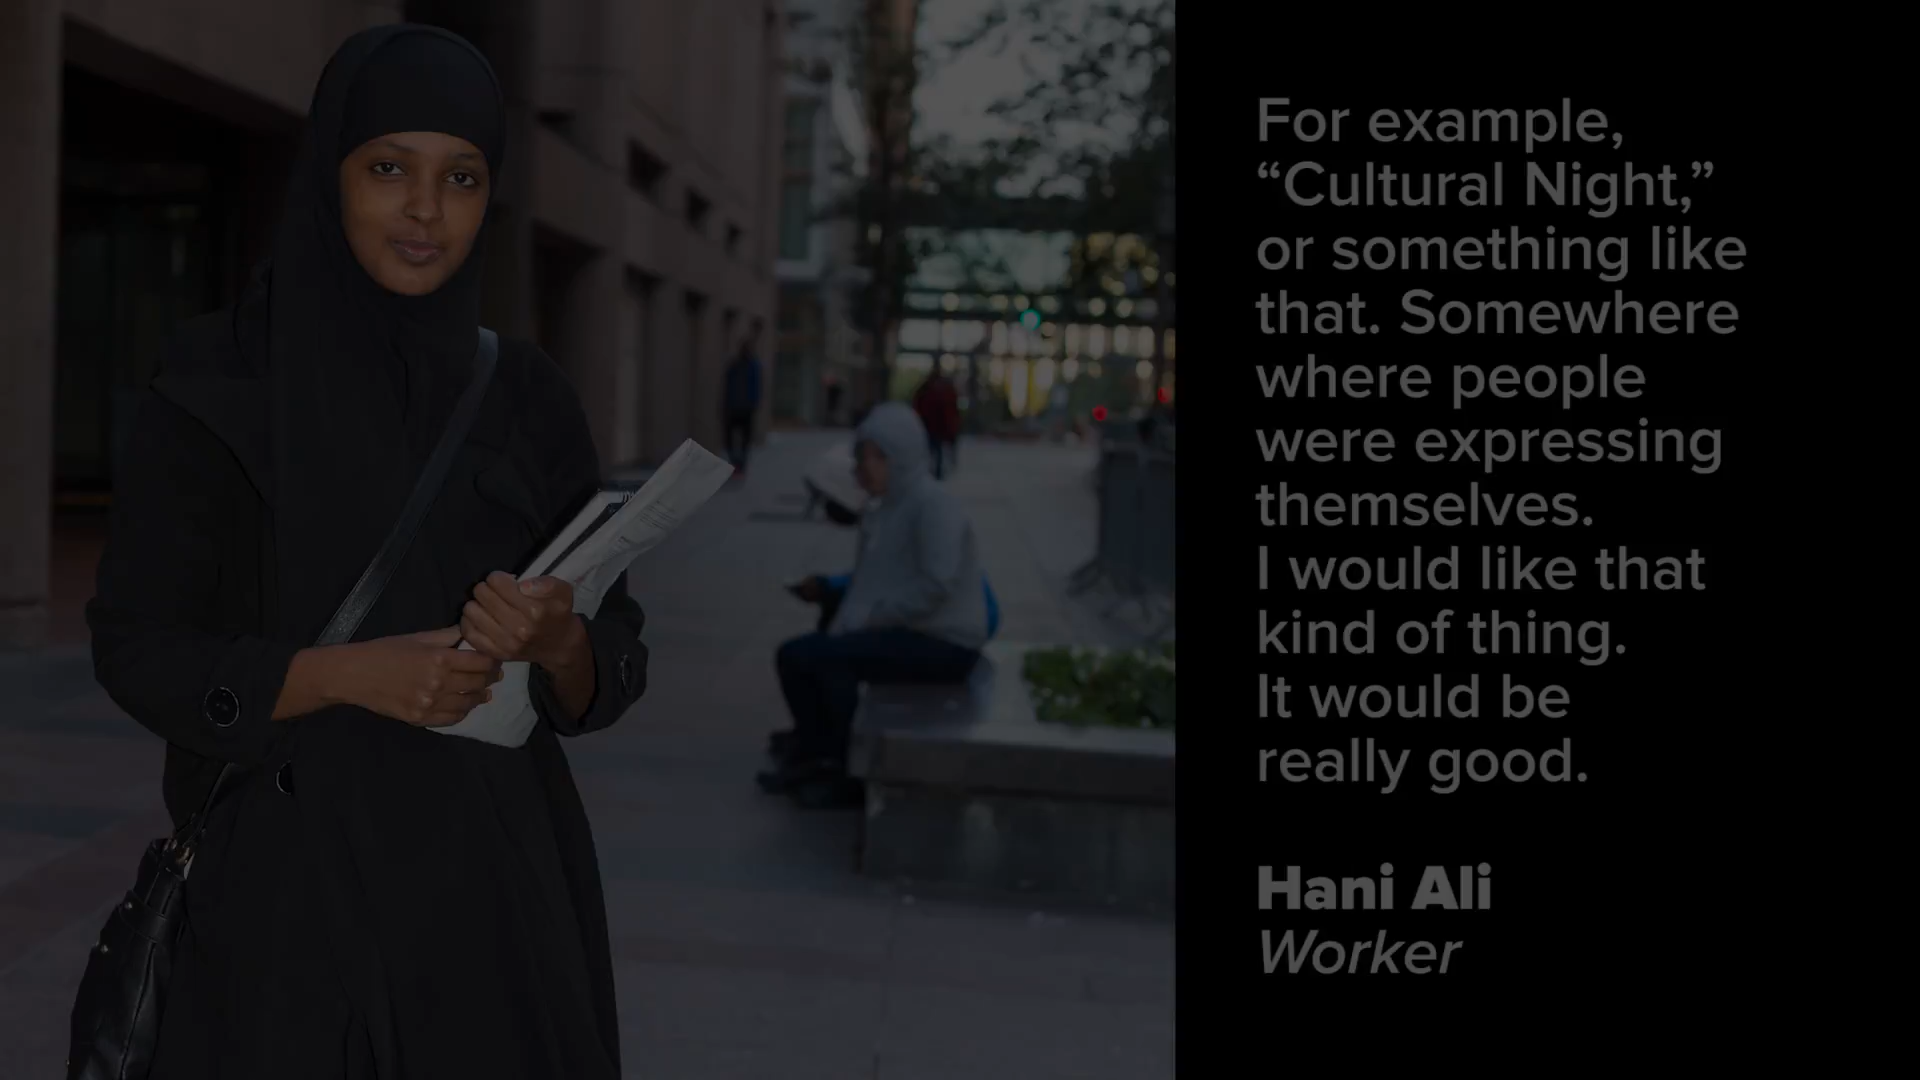 For example,
“Cultural Night,”
or something like
that. Somewhere
where people
were expressing
themselves.
I would like that
kind of thing.
It would be
really good.
Hani Ali
Worker